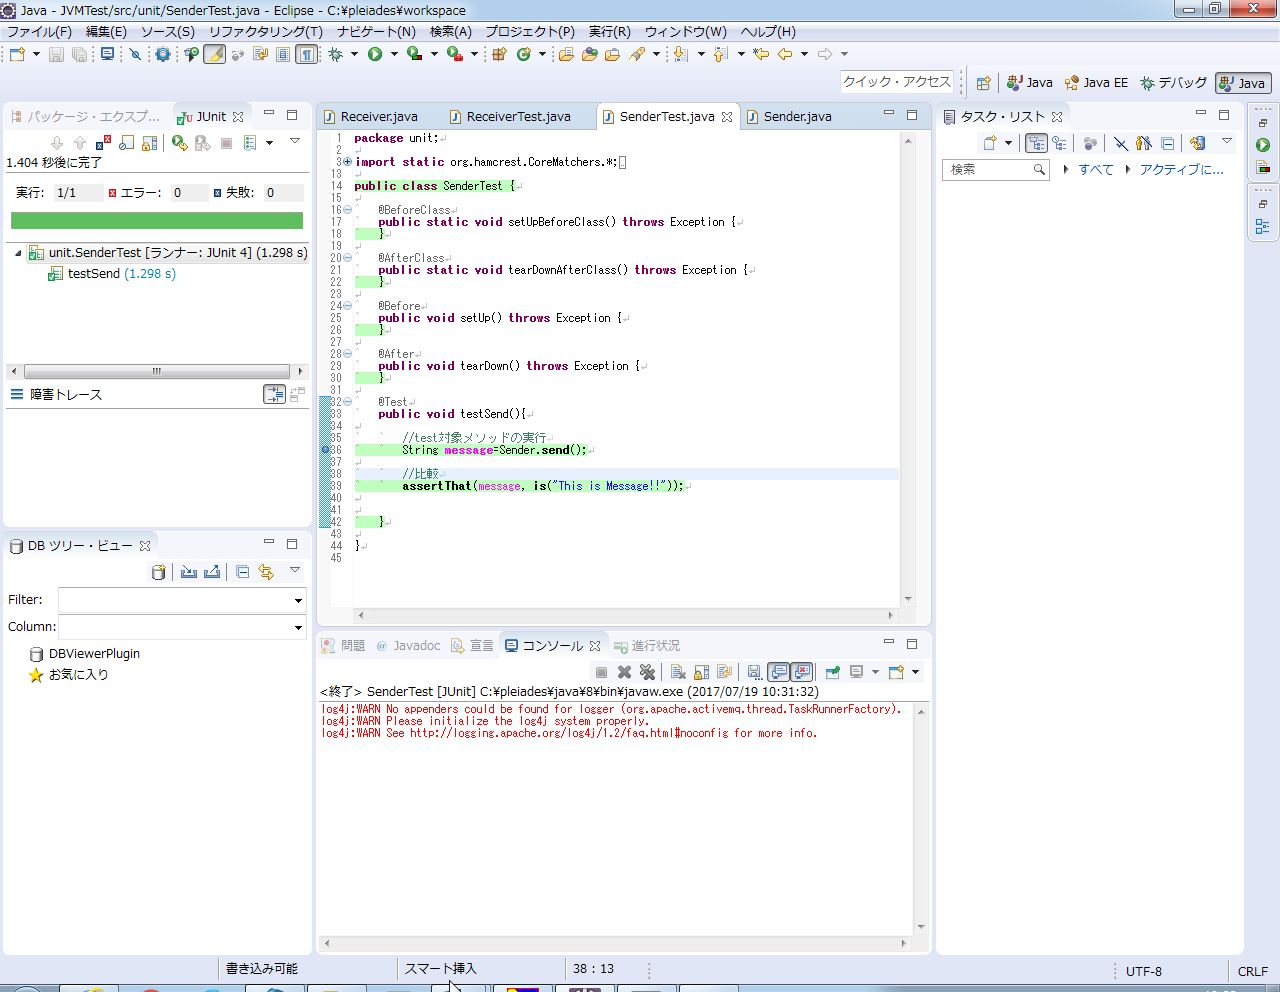 Java - JVMTest/src/unit/SenderTest.java - Eclipse - C:¥pleiades¥workspace
ファイル(F) 編集(E) ソース(S) リファクタリング(T) ナビゲート(N) 検索(A) プロジェクト(P) 実行(R) ウィンドウ(W) ヘルプ(H)
クイック・アクセス
Java Java EE デバッグ Java
パッケージ・エクスプ... JUnit
1.404 秒後に完了
実行: 1/1 エラー: 0 失敗: 0
unit.SenderTest [ランナー: JUnit 4] (1.298 s)
testSend (1.298 s)
障害トレース
DB ツリー・ビュー
Filter:
Column:
DBViewerPlugin
お気に入り
Receiver.java ReceiverTest.java SenderTest.java Sender.java
1 package unit;
2
3 import static org.hamcrest.CoreMatchers.*;
13
14 public class SenderTest {
15
16 @BeforeClass
17 public static void setUpBeforeClass() throws Exception {
18 }
19
20 @AfterClass
21 public static void tearDownAfterClass() throws Exception {
22 }
23
24 @Before
25 public void setUp() throws Exception {
26 }
27
28 @After
29 public void tearDown() throws Exception {
30 }
31
32 @Test
33 public void testSend(){
34
35 //test対象メソッドの実行
36 String message=Sender.send();
37
38 //比較
39 assertThat(message, is("This is Message!!"));
40
41
42 }
43
44 }
45
問題 @ Javadoc 宣言 コンソール 進行状況
<終了> SenderTest [JUnit] C:¥pleiades¥java¥8¥bin¥javaw.exe (2017/07/19 10:31:32)
log4j:WARN No appenders could be found for logger (org.apache.activemq.thread.TaskRunnerFactory).
log4j:WARN Please initialize the log4j system properly.
log4j:WARN See http://logging.apache.org/log4j/1.2/faq.html#noconfig for more info.
タスク・リスト
検索 すべて アクティブに...
書き込み可能 スマート挿入 38 : 13 UTF-8 CRLF